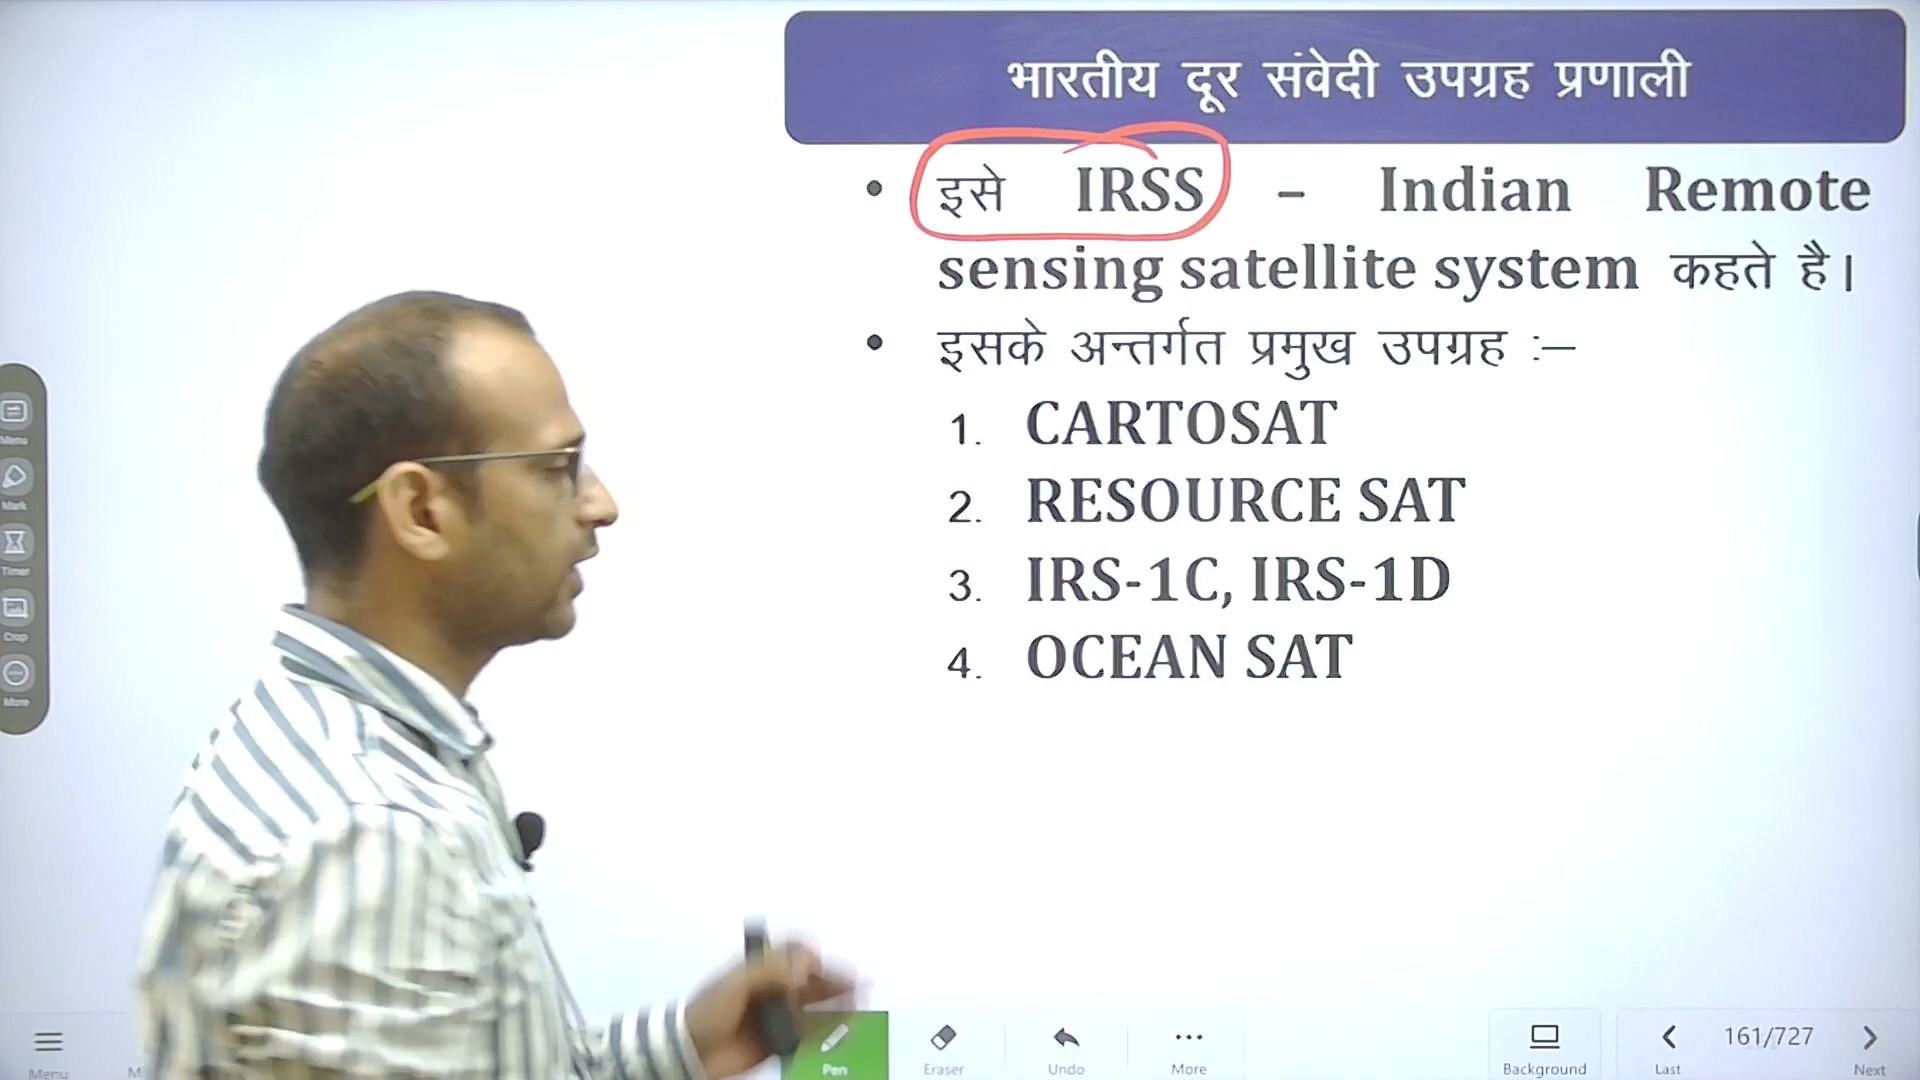 भारतीय दूर संवेदी उपग्रह प्रणाली
• इसे IRSS – Indian Remote
sensing satellite system कहते है।
• इसके अन्तर्गत प्रमुख उपग्रह :–
1. CARTOSAT
2. RESOURCE SAT
3. IRS-1C, IRS-1D
4. OCEAN SAT
Menu
Mark
Timer
Crop
More
Menu
Pen
Eraser
Undo
More
Background
Last
161/727
Next